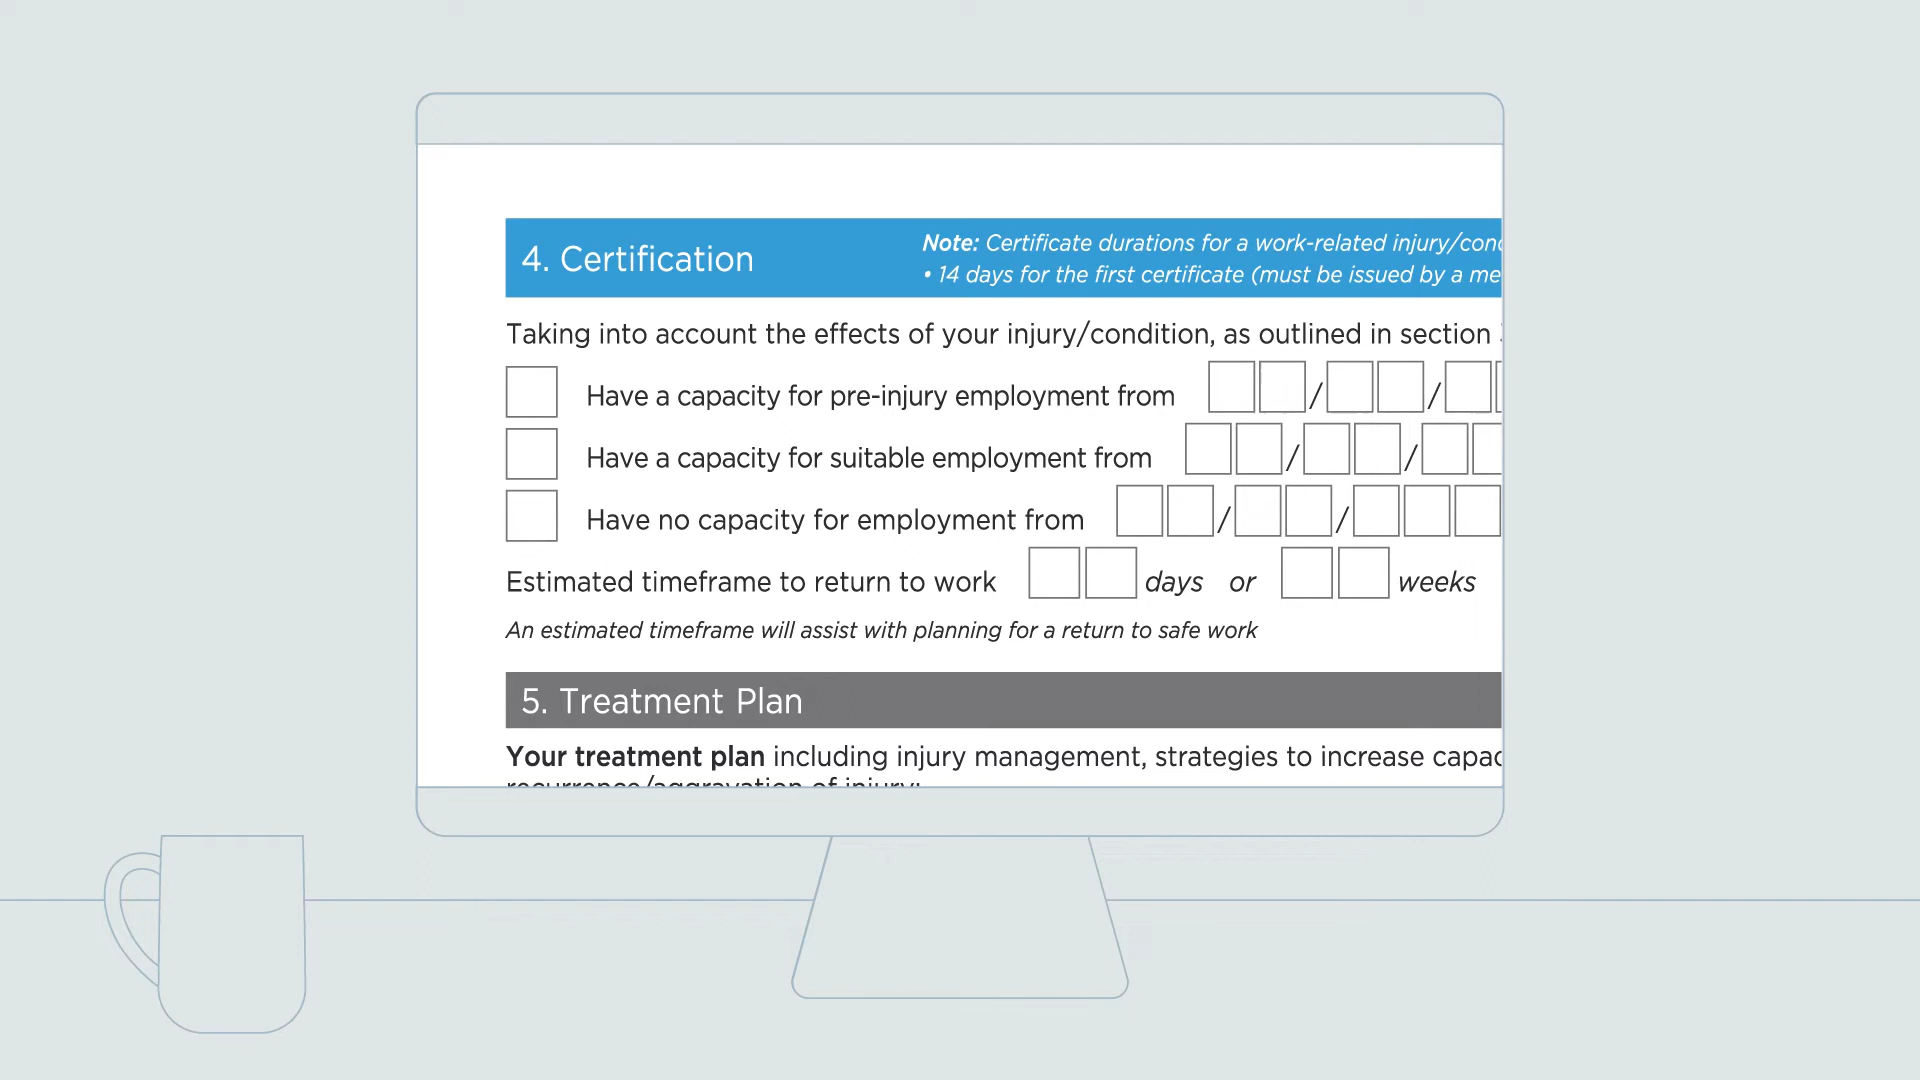 4. Certification
Note: Certificate durations for a work-related injury/con
• 14 days for the first certificate (must be issued by a me
Taking into account the effects of your injury/condition, as outlined in section
Have a capacity for pre-injury employment from / /
Have a capacity for suitable employment from / /
Have no capacity for employment from / /
Estimated timeframe to return to work days or weeks
An estimated timeframe will assist with planning for a return to safe work
5. Treatment Plan
Your treatment plan including injury management, strategies to increase capac
recurrence/aggravation of injury: